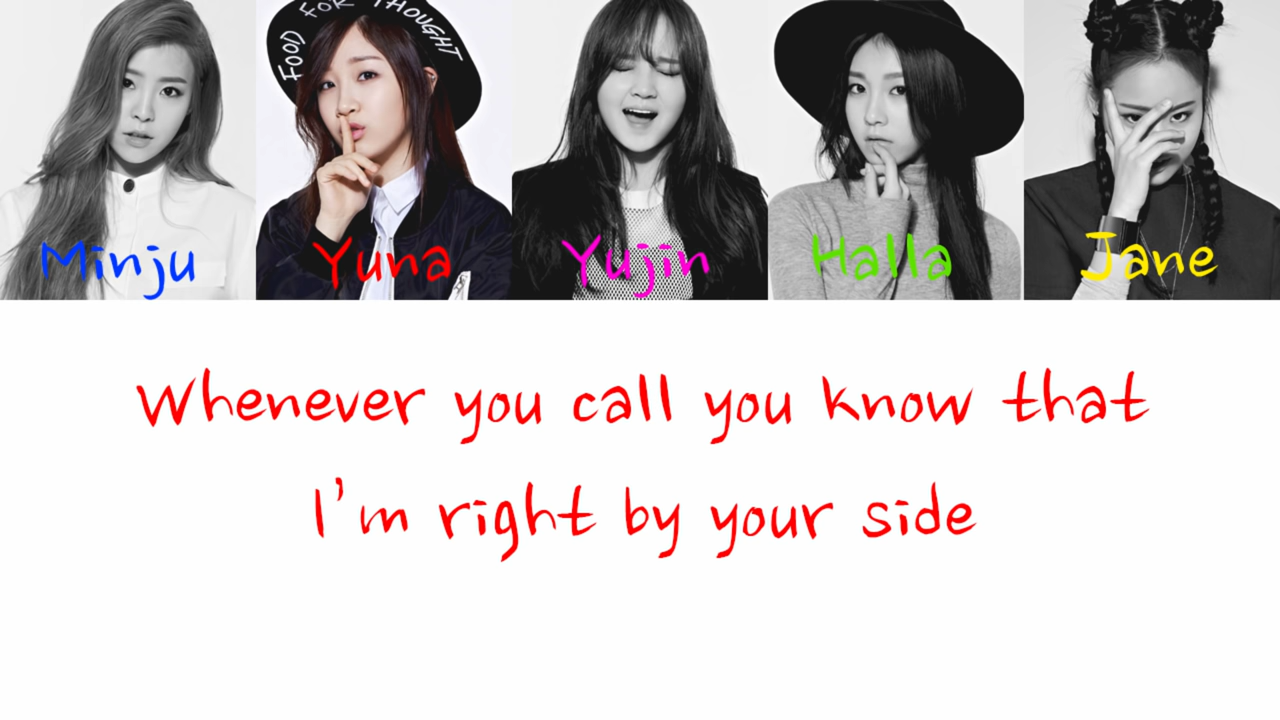 FOOD FOR THOUGHT
Minju Yuna Yujin Halla Jane
Whenever you call you know that
I'm right by your side